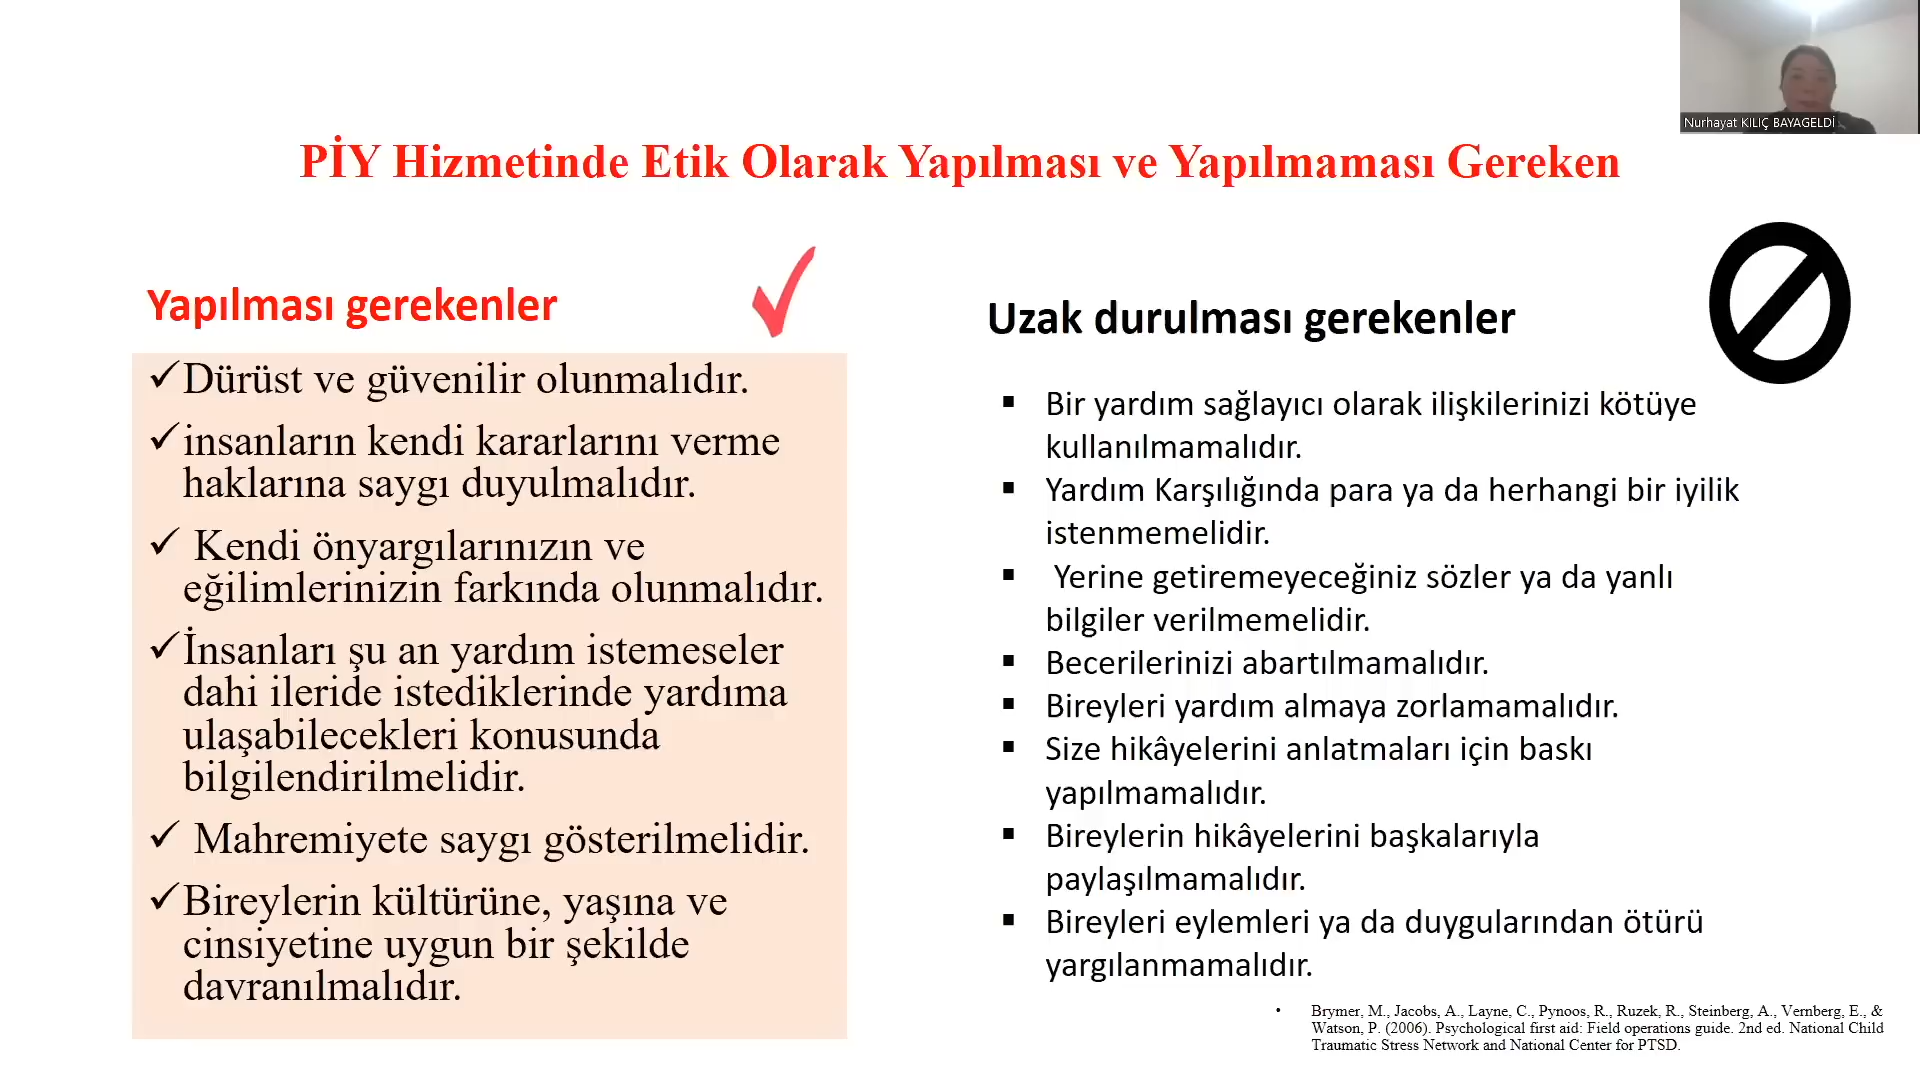 Nurhayat KILIÇ BAYAGELDİ
PİY Hizmetinde Etik Olarak Yapılması ve Yapılmaması Gereken
Yapılması gerekenler
Dürüst ve güvenilir olunmalıdır.
insanların kendi kararlarını verme
haklarına saygı duyulmalıdır.
Kendi önyargılarınızın ve
eğilimlerinizin farkında olunmalıdır.
İnsanları şu an yardım istemeseler
dahi ileride istediklerinde yardıma
ulaşabilecekleri konusunda
bilgilendirilmelidir.
Mahremiyete saygı gösterilmelidir.
Bireylerin kültürüne, yaşına ve
cinsiyetine uygun bir şekilde
davranılmalıdır.
Uzak durulması gerekenler
Bir yardım sağlayıcı olarak ilişkilerinizi kötüye
kullanılmamalıdır.
Yardım Karşılığında para ya da herhangi bir iyilik
istenmemelidir.
Yerine getiremeyeceğiniz sözler ya da yanlı
bilgiler verilmemelidir.
Becerilerinizi abartılmamalıdır.
Bireyleri yardım almaya zorlamamalıdır.
Size hikâyelerini anlatmaları için baskı
yapılmamalıdır.
Bireylerin hikâyelerini başkalarıyla
paylaşılmamalıdır.
Bireyleri eylemleri ya da duygularından ötürü
yargılanmamalıdır.
Brymer, M., Jacobs, A., Layne, C., Pynoos, R., Ruzek, R., Steinberg, A., Vernberg, E., &
Watson, P. (2006). Psychological first aid: Field operations guide. 2nd ed. National Child
Traumatic Stress Network and National Center for PTSD.